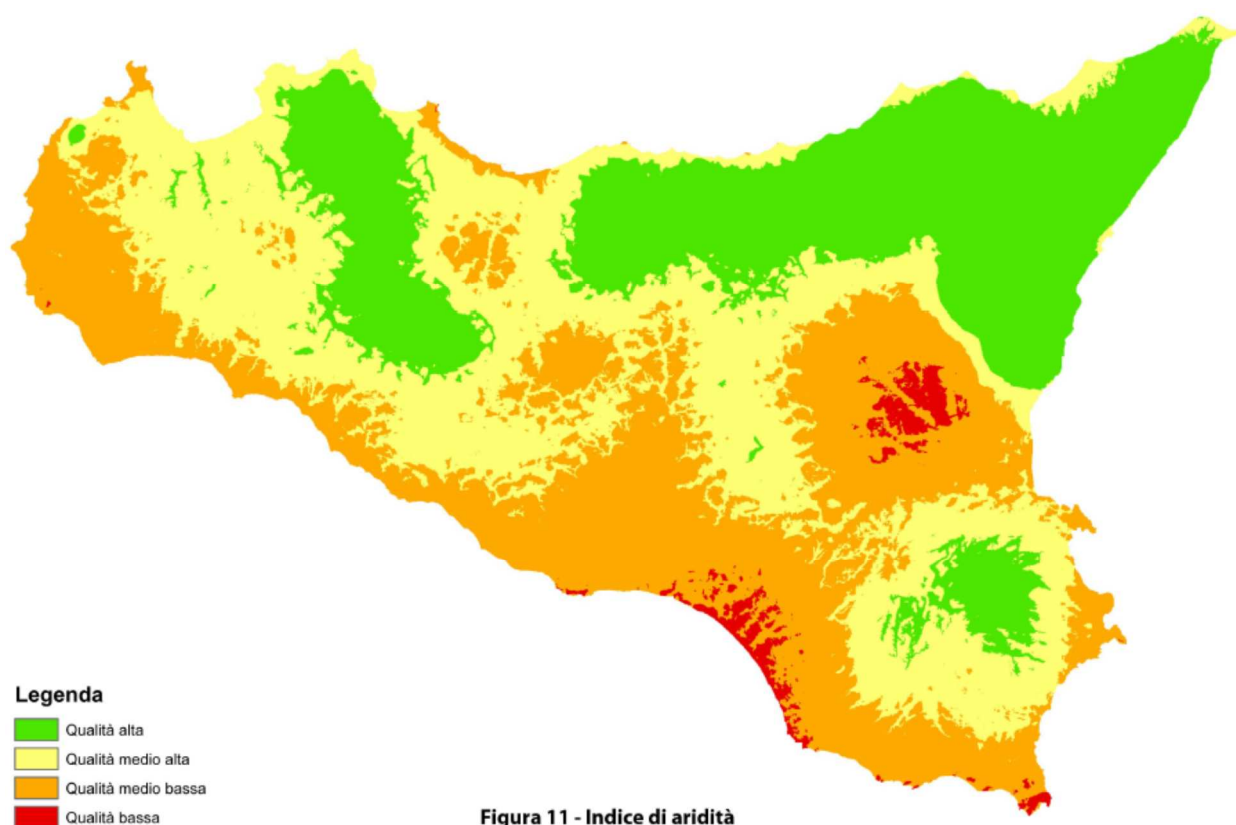 Legenda
Qualità alta
Qualità medio alta
Qualità medio bassa
Qualità bassa
Figura 11 - Indice di aridità